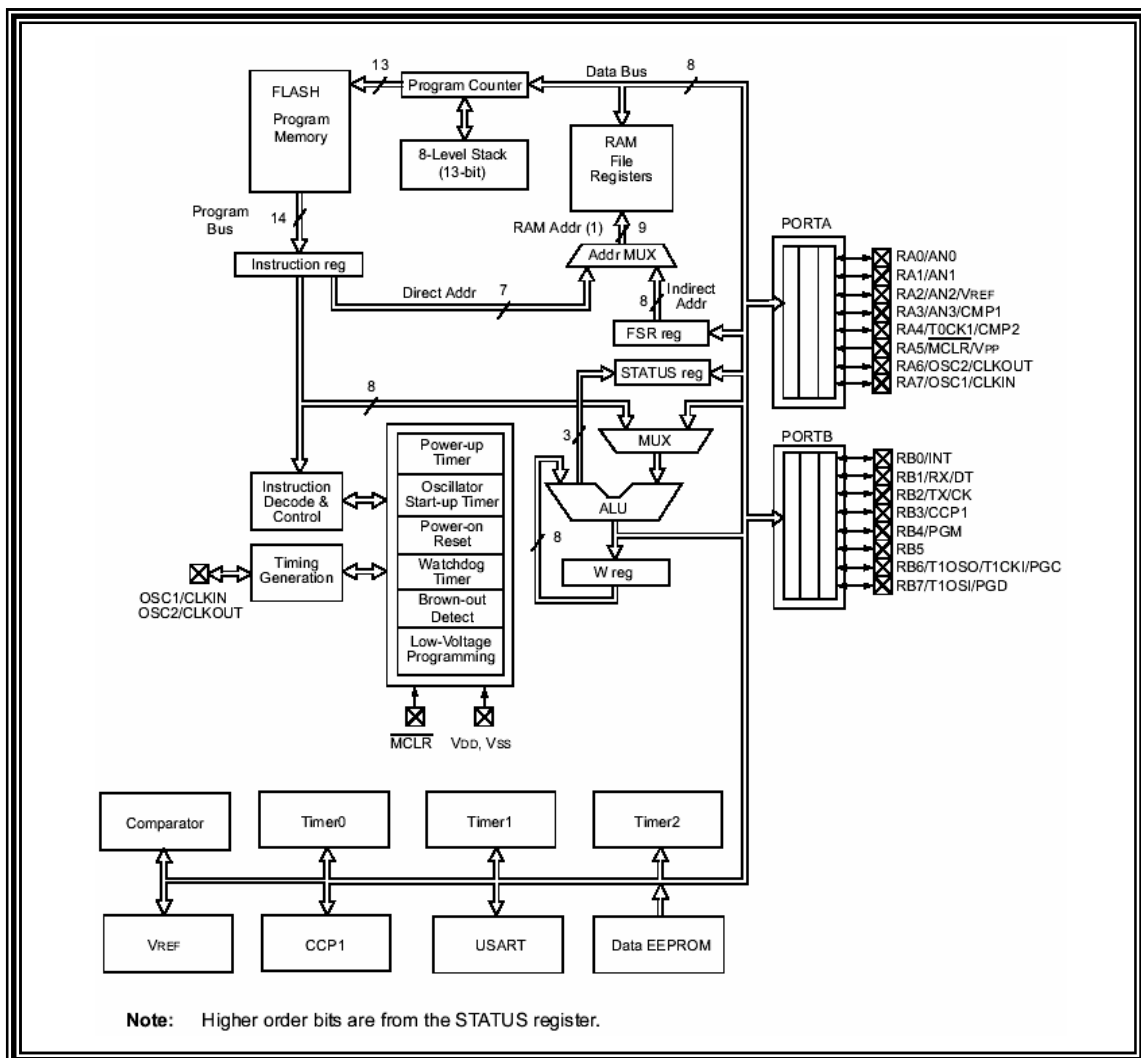 13
Data Bus
8
FLASH
Program
Memory
Program Counter
8-Level Stack
(13-bit)
RAM
File
Registers
Program
Bus
14
RAM Addr (1)
9
PORTA
Instruction reg
Addr MUX
Direct Addr
7
Indirect
Addr
8
FSR reg
STATUS reg
RA0/AN0
RA1/AN1
RA2/AN2/VREF
RA3/AN3/CMP1
RA4/T0CK1/CMP2
RA5/MCLR/VPP
RA6/OSC2/CLKOUT
RA7/OSC1/CLKIN
8
3
MUX
PORTB
Power-up
Timer
Oscillator
Start-up Timer
Power-on
Reset
Watchdog
Timer
Brown-out
Detect
Low-Voltage
Programming
Instruction
Decode &
Control
Timing
Generation
OSC1/CLKIN
OSC2/CLKOUT
ALU
8
W reg
RB0/INT
RB1/RX/DT
RB2/TX/CK
RB3/CCP1
RB4/PGM
RB5
RB6/T1OSO/T1CKI/PGC
RB7/T1OSI/PGD
MCLR
VDD, VSS
Comparator
Timer0
Timer1
Timer2
VREF
CCP1
USART
Data EEPROM
Note: Higher order bits are from the STATUS register.